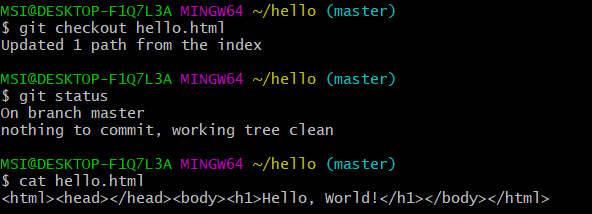 MSI@DESKTOP-F1Q7L3A MINGW64 ~/hello (master)
$ git checkout hello.html
Updated 1 path from the index
MSI@DESKTOP-F1Q7L3A MINGW64 ~/hello (master)
$ git status
On branch master
nothing to commit, working tree clean
MSI@DESKTOP-F1Q7L3A MINGW64 ~/hello (master)
$ cat hello.html
<html><head></head><body><h1>Hello, World!</h1></body></html>